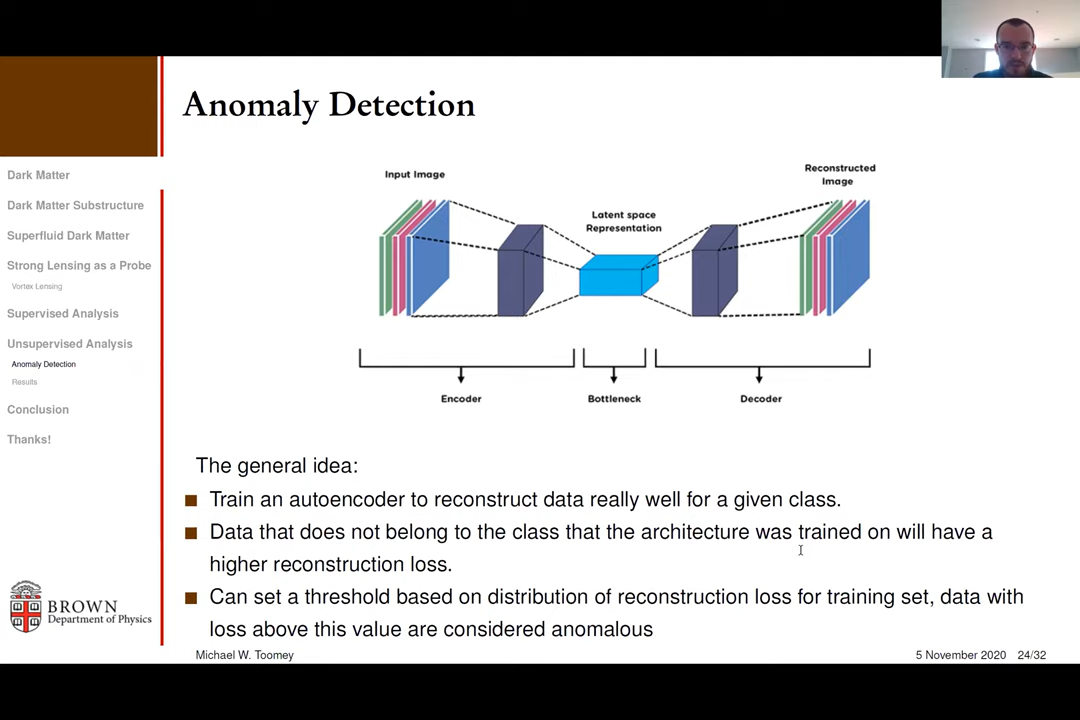 Anomaly Detection
Dark Matter
Dark Matter Substructure
Superfluid Dark Matter
Strong Lensing as a Probe
Vortex Lensing
Supervised Analysis
Unsupervised Analysis
Anomaly Detection
Results
Conclusion
Thanks!
BROWN
Department of Physics
Input Image
Latent space
Representation
Reconstructed
Image
Encoder
Bottleneck
Decoder
The general idea:
Train an autoencoder to reconstruct data really well for a given class.
Data that does not belong to the class that the architecture was trained on will have a
higher reconstruction loss.
Can set a threshold based on distribution of reconstruction loss for training set, data with
loss above this value are considered anomalous
Michael W. Toomey
5 November 2020 24/32